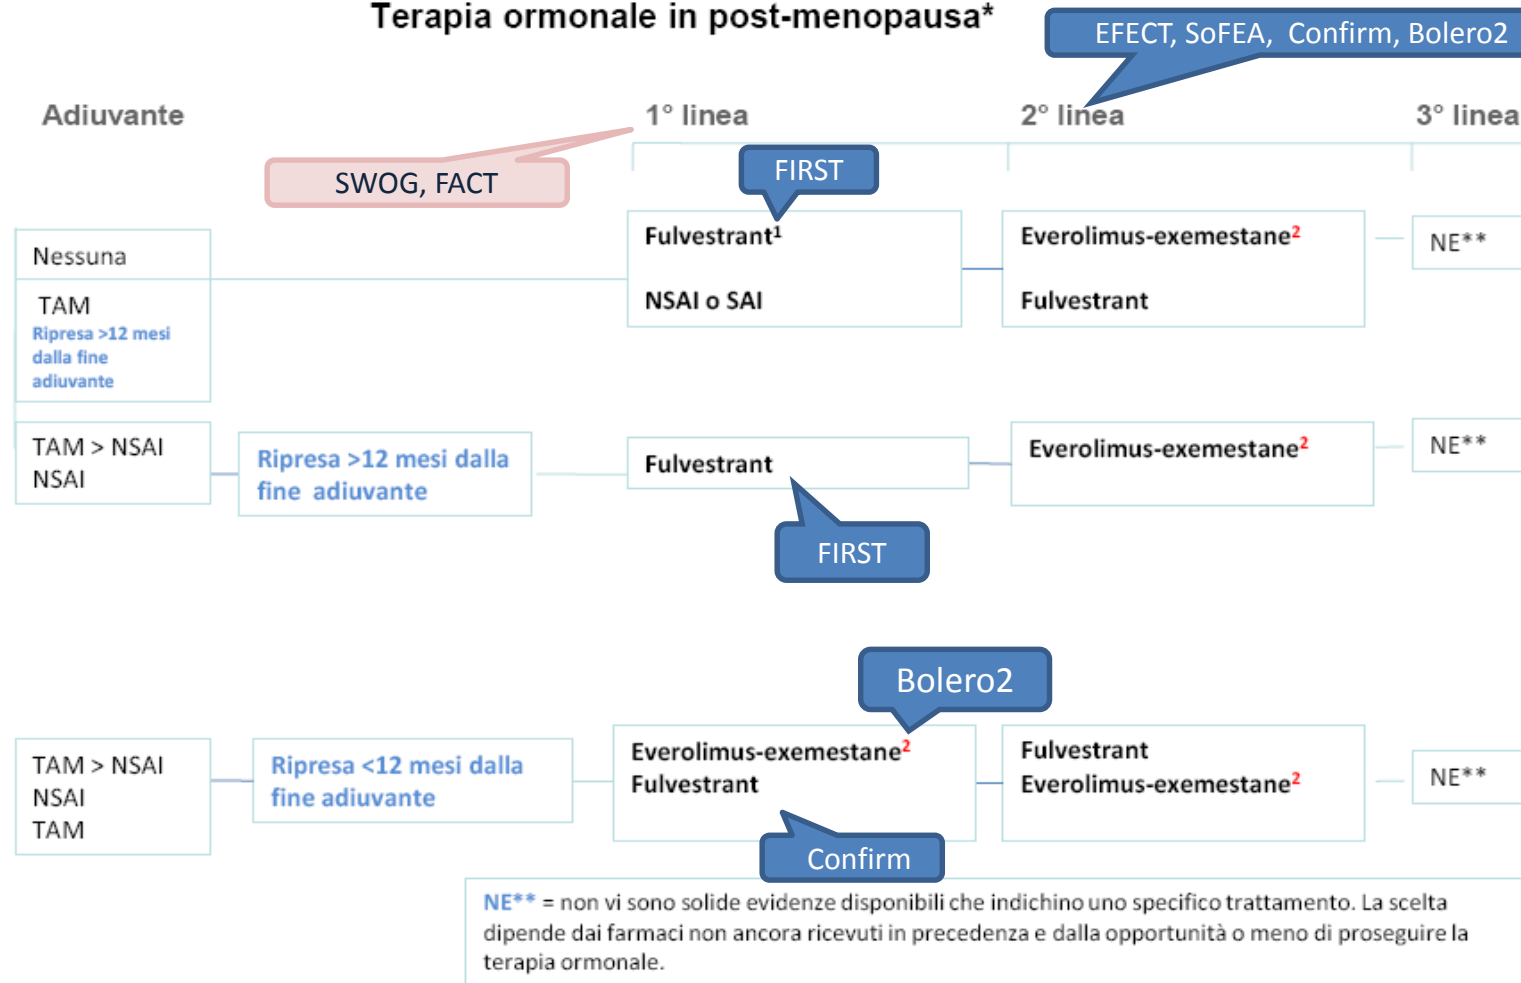 Terapia ormonale in post-menopausa*
EFECT, SoFEA, Confirm, Bolero2
Adiuvante
1° linea
2° linea
3° linea
SWOG, FACT
FIRST
Nessuna
TAM
Ripresa >12 mesi
dalla fine
adiuvante
Fulvestrant¹
NSAI o SAI
Everolimus-exemestane²
Fulvestrant
NE**
TAM > NSAI
NSAI
Ripresa >12 mesi dalla
fine adiuvante
Fulvestrant
FIRST
Everolimus-exemestane²
NE**
Bolero2
TAM > NSAI
NSAI
TAM
Ripresa <12 mesi dalla
fine adiuvante
Everolimus-exemestane²
Fulvestrant
Confirm
Fulvestrant
Everolimus-exemestane²
NE**
NE** = non vi sono solide evidenze disponibili che indichino uno specifico trattamento. La scelta
dipende dai farmaci non ancora ricevuti in precedenza e dalla opportunità o meno di proseguire la
terapia ormonale.